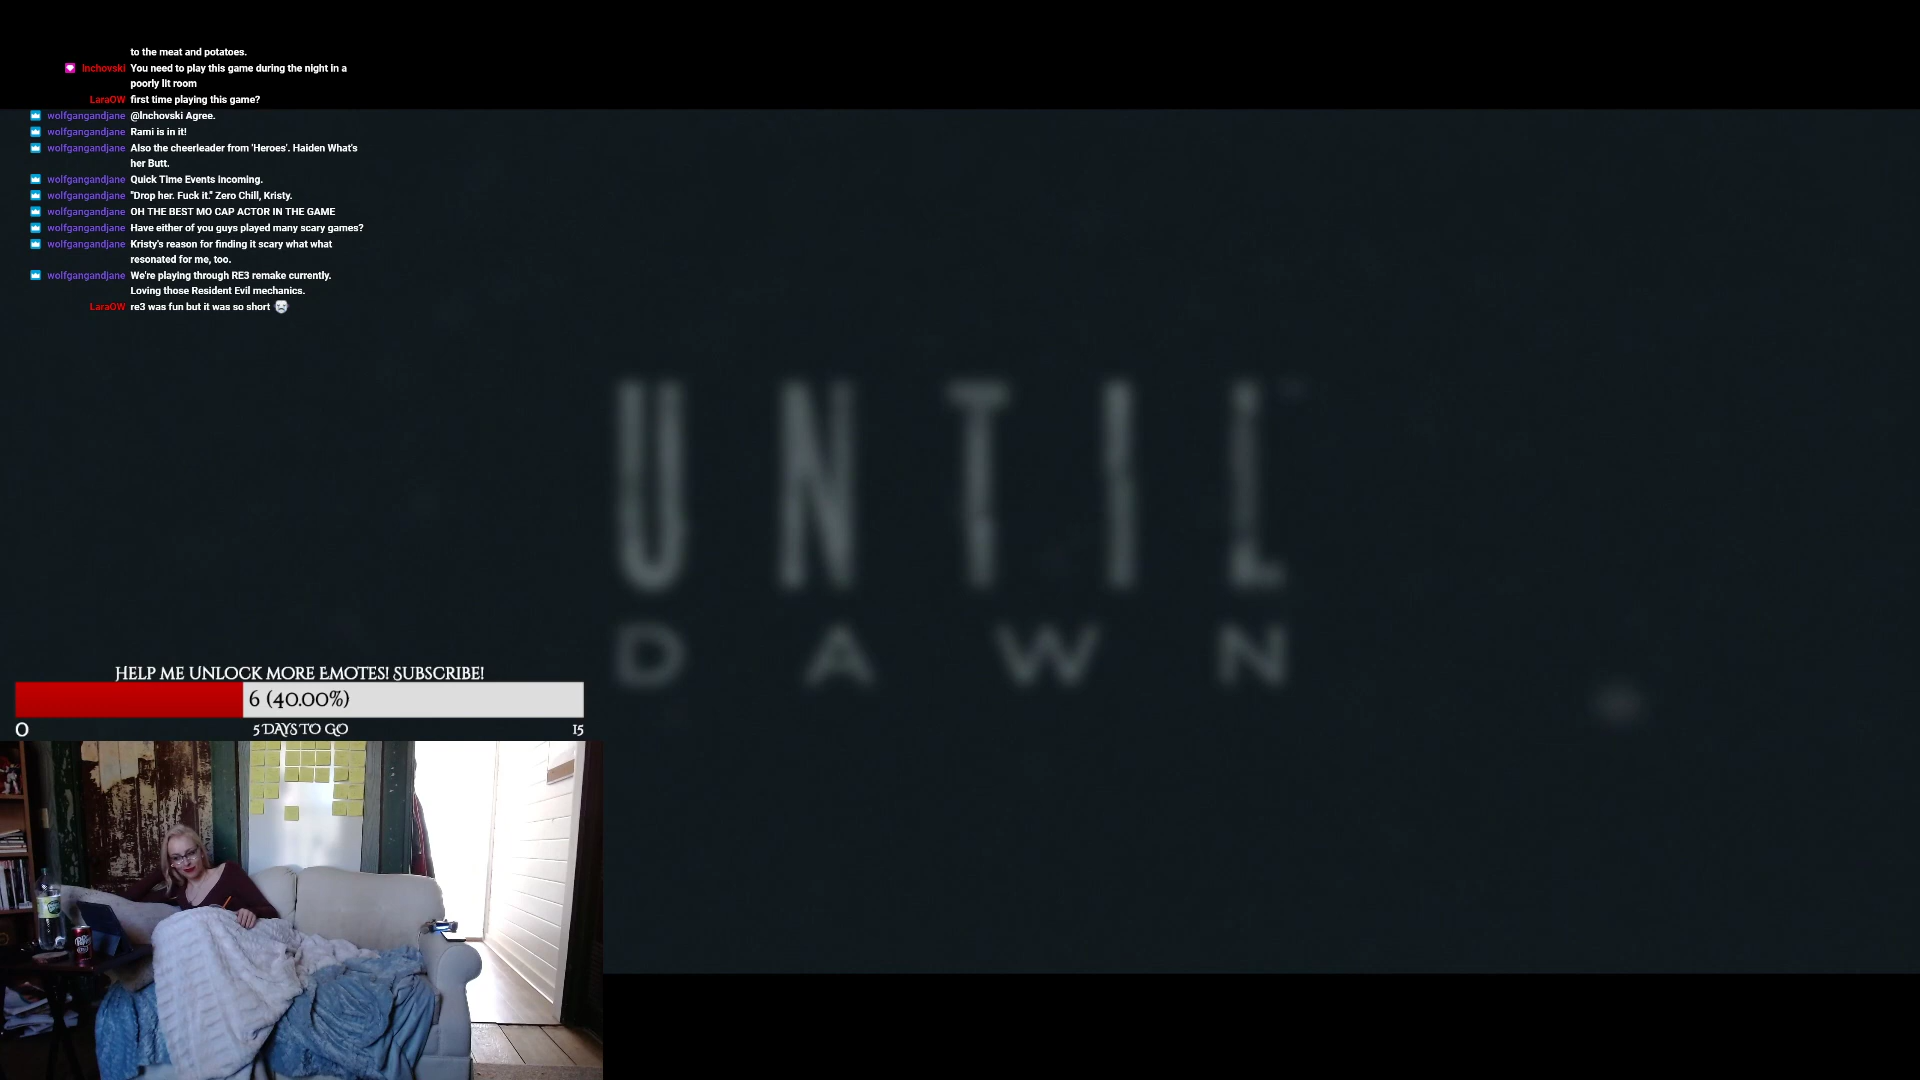 to the meat and potatoes.
Inchovski You need to play this game during the night in a
poorly lit room
LaraOW first time playing this game?
wolfgangandjane @Inchovski Agree.
wolfgangandjane Rami is in it!
wolfgangandjane Also the cheerleader from 'Heroes'. Haiden What's
her Butt.
wolfgangandjane Quick Time Events incoming.
wolfgangandjane "Drop her. Fuck it." Zero Chill, Kristy.
wolfgangandjane OH THE BEST MO CAP ACTOR IN THE GAME
wolfgangandjane Have either of you guys played many scary games?
wolfgangandjane Kristy's reason for finding it scary what what
resonated for me, too.
wolfgangandjane We're playing through RE3 remake currently.
Loving those Resident Evil mechanics.
LaraOW re3 was fun but it was so short
UNTIL
DAWN
HELP ME UNLOCK MORE EMOTES! SUBSCRIBE!
6 (40.00%)
0 5 DAYS TO GO 15